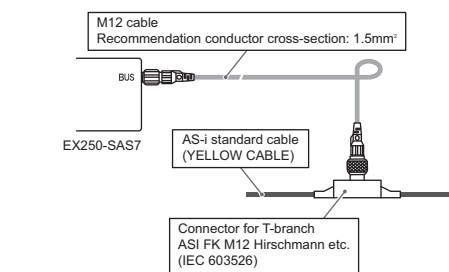 M12 cable
Recommendation conductor cross-section: 1.5mm²
BUS
EX250-SAS7
AS-i standard cable
(YELLOW CABLE)
Connector for T-branch
ASI FK M12 Hirschmann etc.
(IEC 603526)